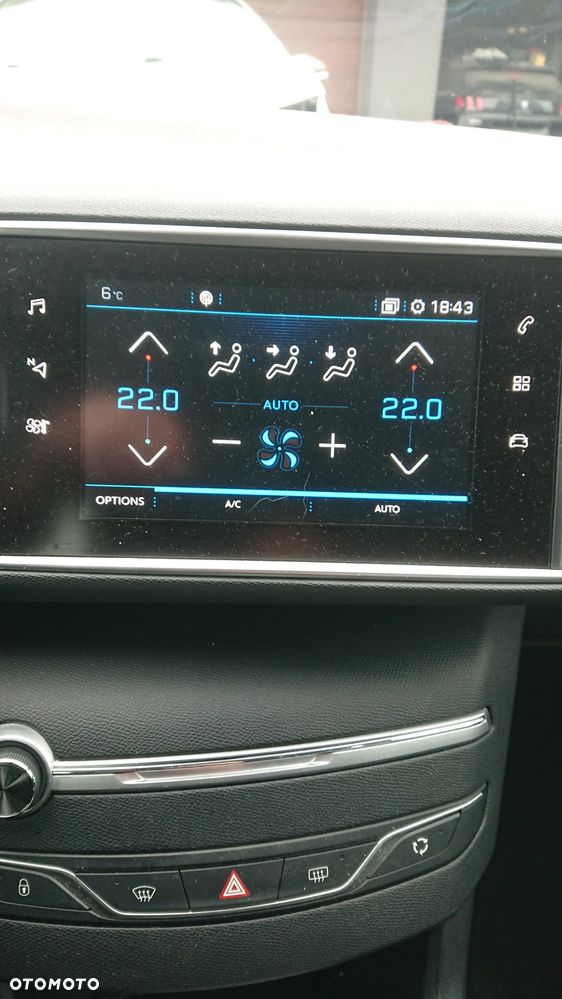 6°C 18:43
N
22.0 AUTO 22.0
OPTIONS A/C AUTO
OTOMOTO